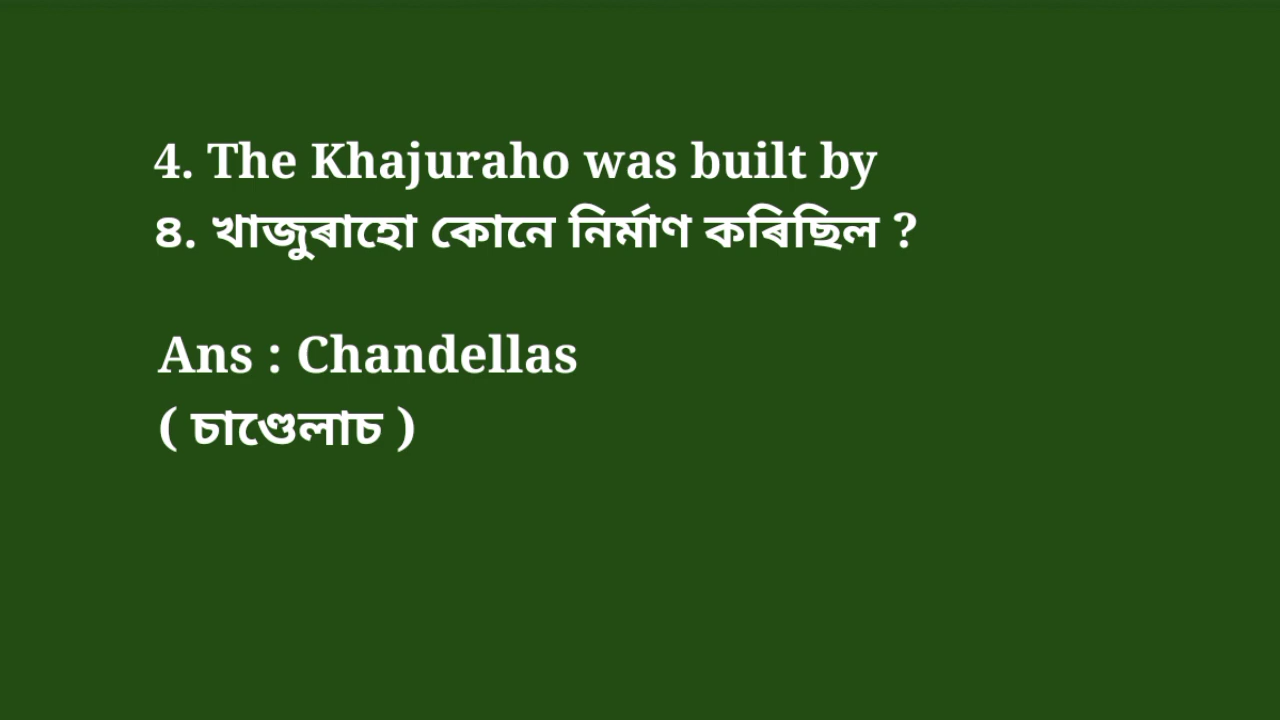 4. The Khajuraho was built by
৪. খাজুৰাহো কোনে নিৰ্মাণ কৰিছিল ?
Ans : Chandellas
( চাণ্ডেলাচ )